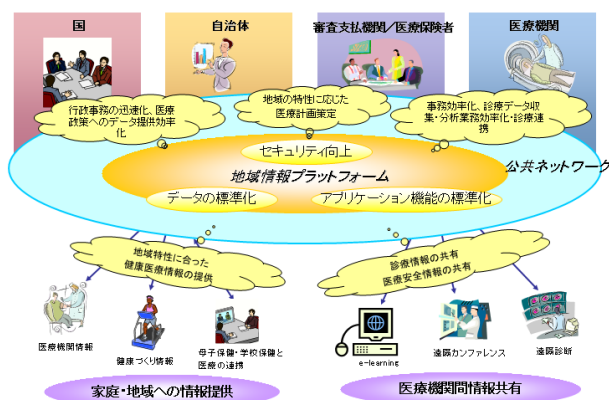 国
自治体
審査支払機関／医療保険者
医療機関
行政事務の迅速化、医療
政策へのデータ提供効率
化
地域の特性に応じた
医療計画策定
事務効率化、診療データ収
集・分析業務効率化・診療連
携
セキュリティ向上
地域情報プラットフォーム
公共ネットワーク
データの標準化
アプリケーション機能の標準化
地域特性に合った
健康医療情報の提供
診療情報の共有
医療安全情報の共有
医療機関情報
健康づくり情報
母子保健・学校保健と
医療の連携
e-learning
遠隔カンファレンス
遠隔診断
家庭・地域への情報提供
医療機関間情報共有